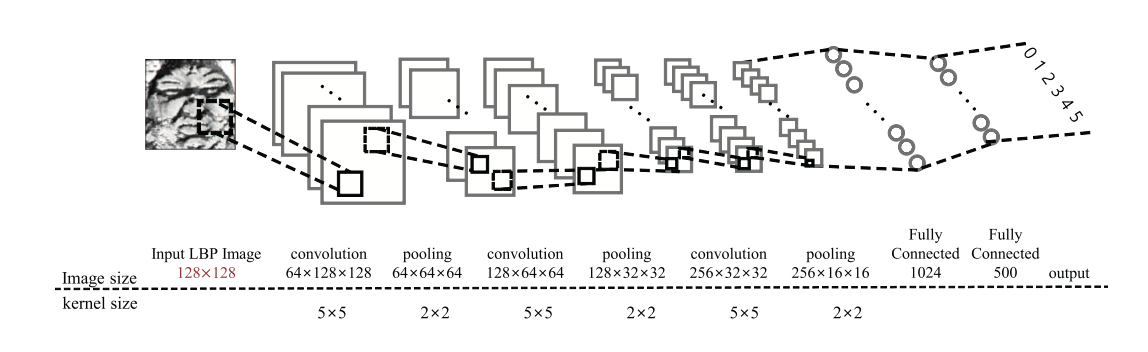 0 1 2 3 4 5
Fully Fully
Input LBP Image convolution pooling convolution pooling convolution pooling Connected Connected
Image size 128×128 64×128×128 64×64×64 128×64×64 128×32×32 256×32×32 256×16×16 1024 500 output
kernel size 5×5 2×2 5×5 2×2 5×5 2×2